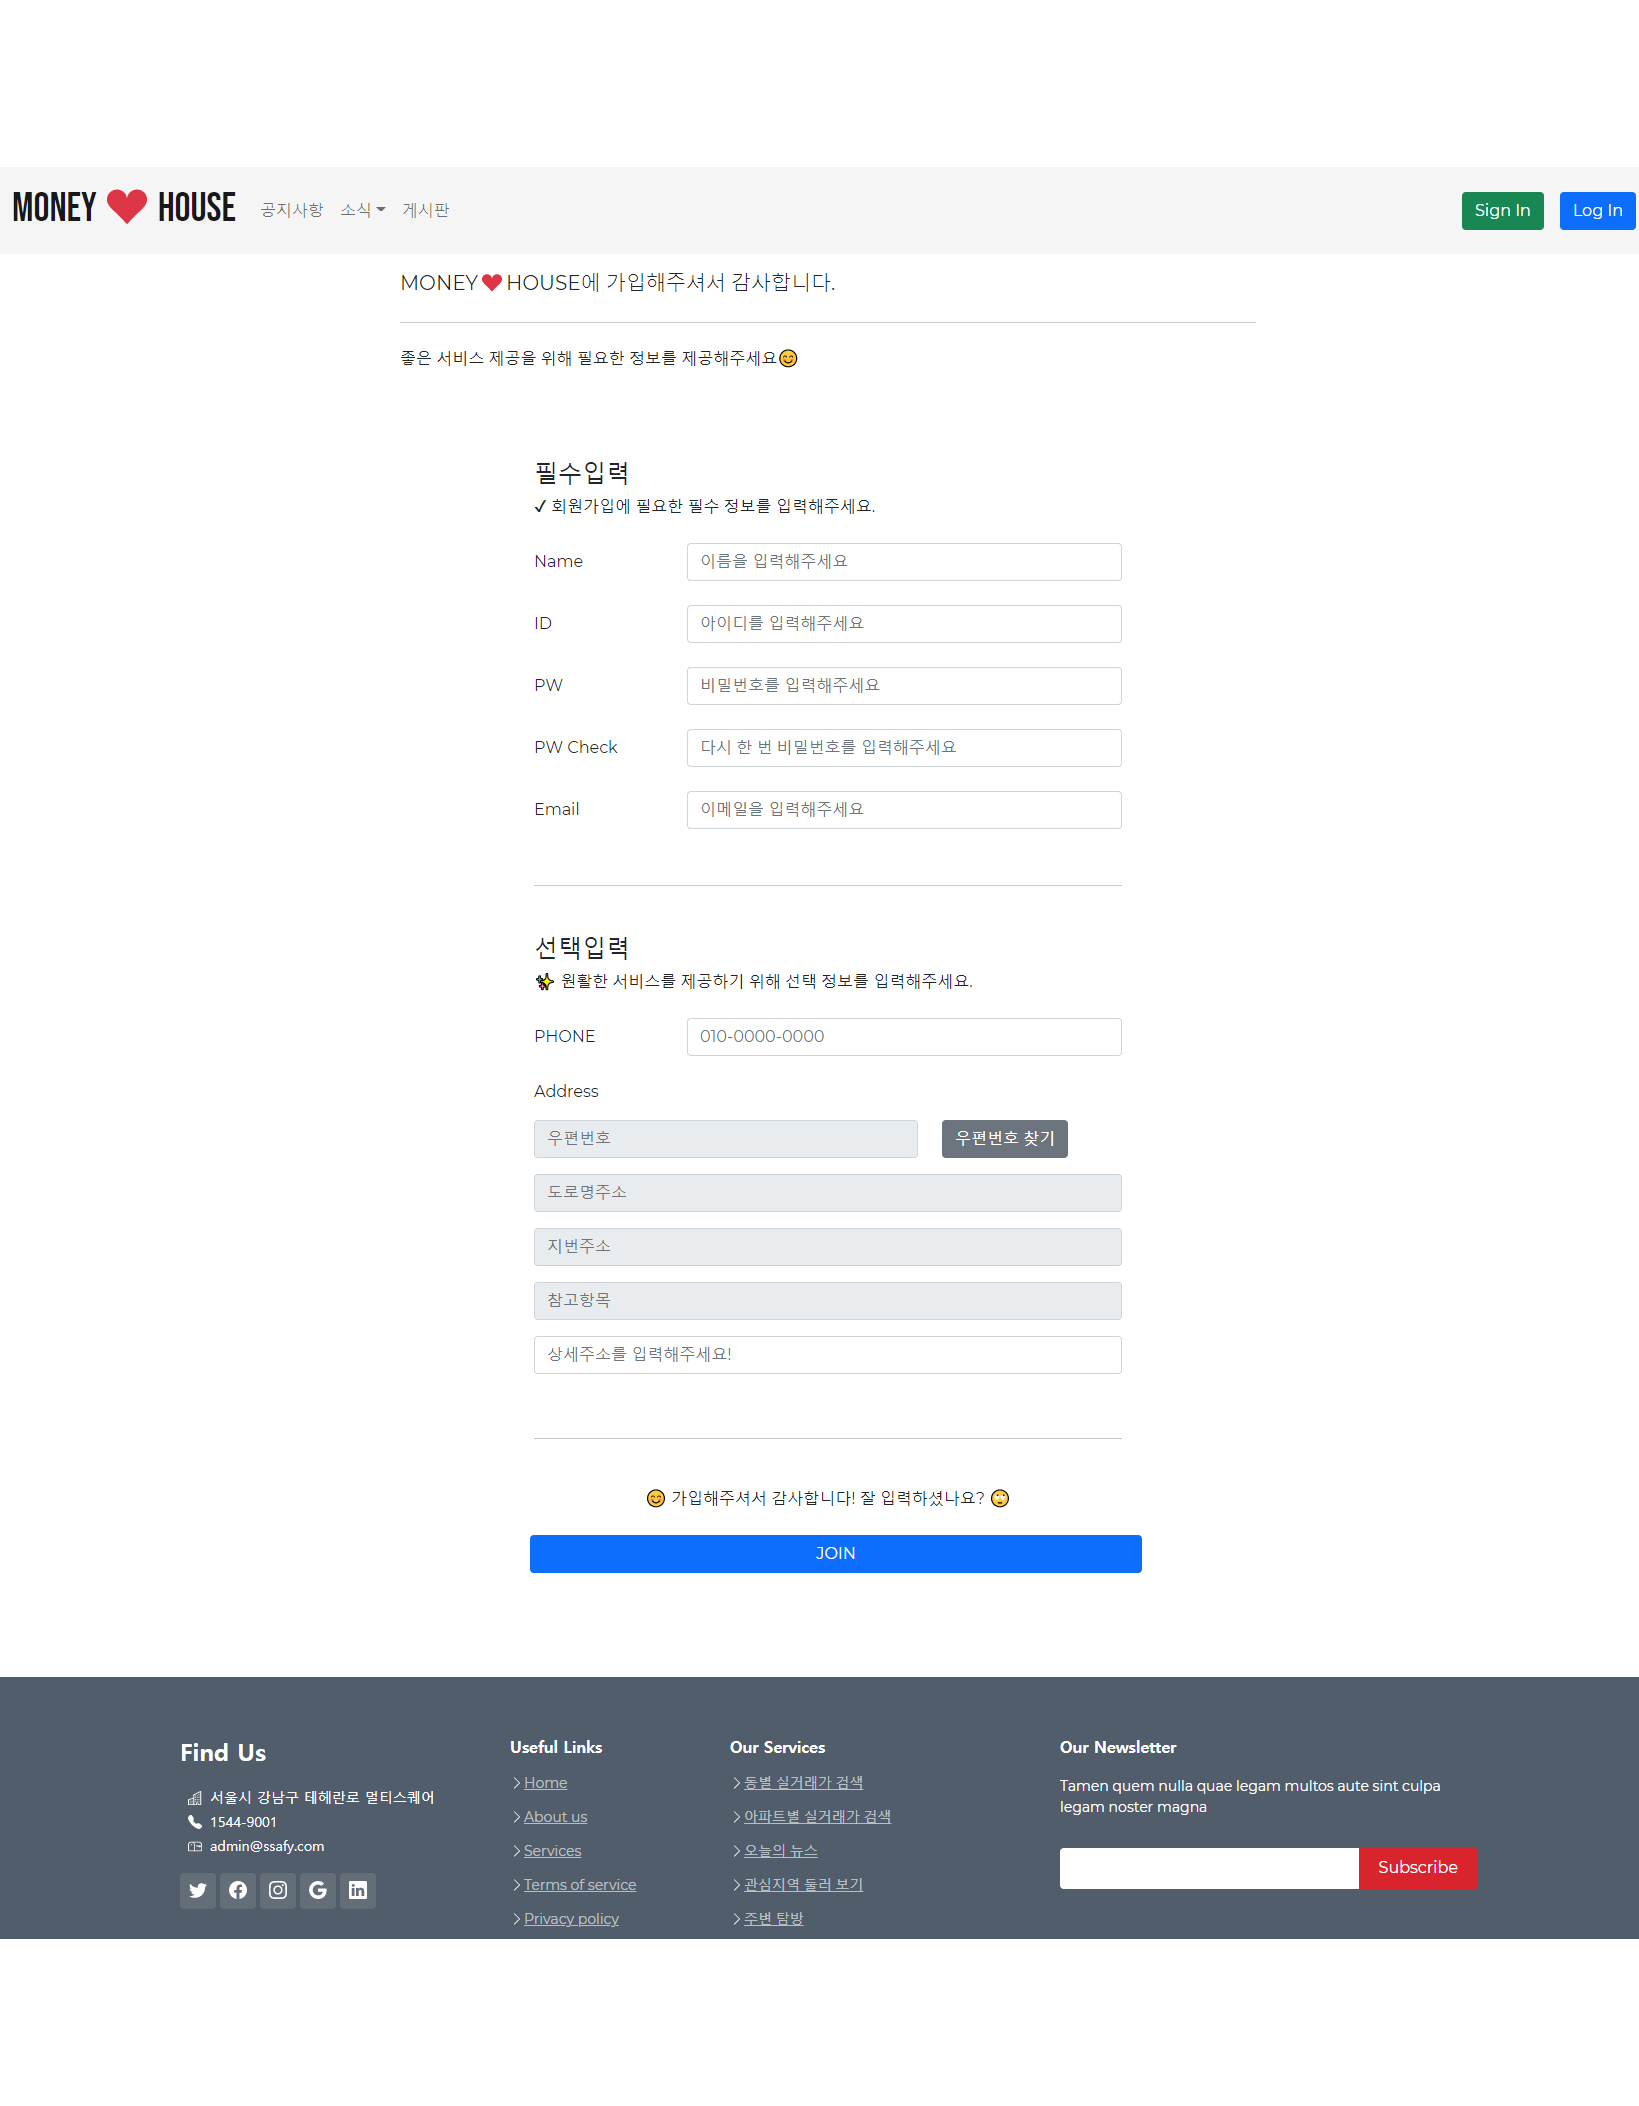 MONEY ❤ HOUSE 공지사항 소식 게시판 Sign In Log In
MONEY❤HOUSE에 가입해주셔서 감사합니다.
좋은 서비스 제공을 위해 필요한 정보를 제공해주세요😊
필수입력
✓ 회원가입에 필요한 필수 정보를 입력해주세요.
Name 이름을 입력해주세요
ID 아이디를 입력해주세요
PW 비밀번호를 입력해주세요
PW Check 다시 한 번 비밀번호를 입력해주세요
Email 이메일을 입력해주세요
선택입력
✨ 원활한 서비스를 제공하기 위해 선택 정보를 입력해주세요.
PHONE 010-0000-0000
Address
우편번호 우편번호 찾기
도로명주소
지번주소
참고항목
상세주소를 입력해주세요!
😊 가입해주셔서 감사합니다! 잘 입력하셨나요? 🙄
JOIN
Find Us
서울시 강남구 테헤란로 멀티스퀘어
1544-9001
admin@ssafy.com
Useful Links
Home
About us
Services
Terms of service
Privacy policy
Our Services
동별 실거래가 검색
아파트별 실거래가 검색
오늘의 뉴스
관심지역 둘러 보기
주변 탐방
Our Newsletter
Tamen quem nulla quae legam multos aute sint culpa
legam noster magna
Subscribe